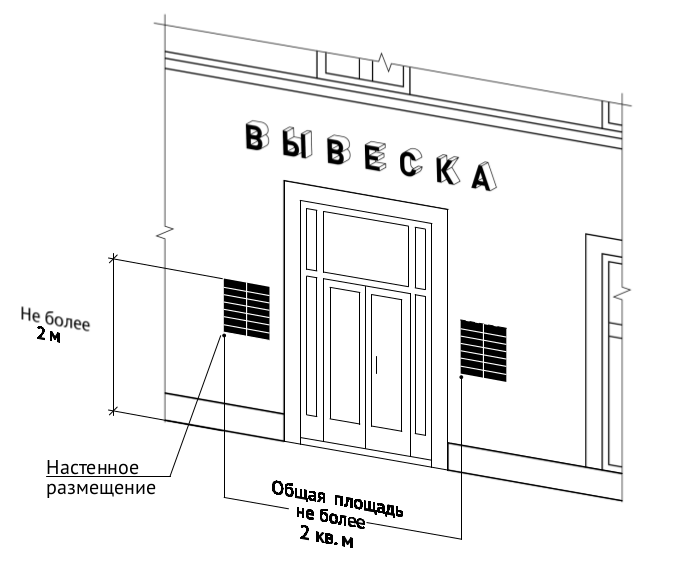 ВЫВЕСКА
Не более
2 м
Настенное
размещение
Общая площадь
не более
2 кв. м